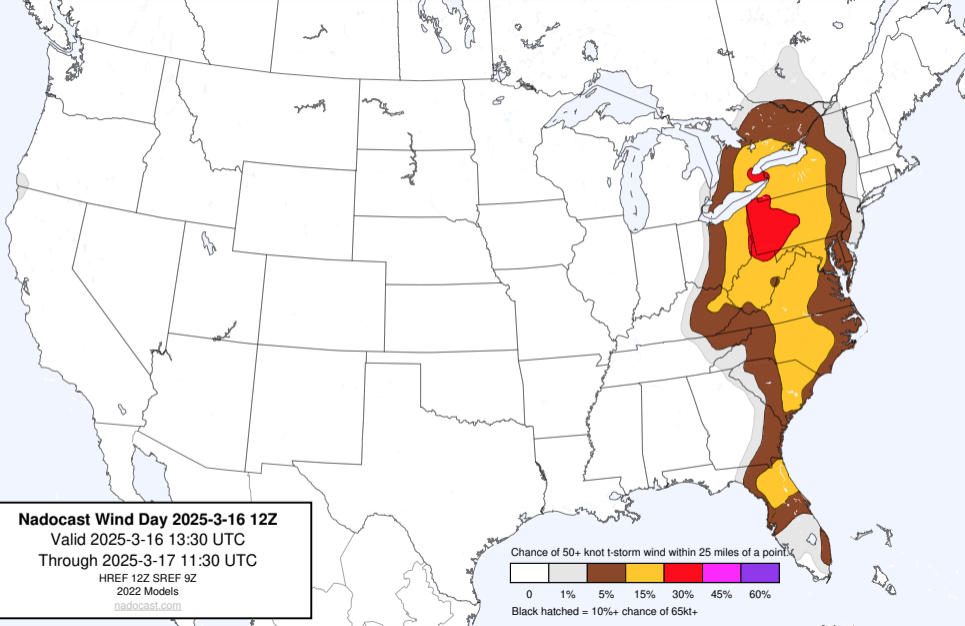 Nadocast Wind Day 2025-3-16 12Z
Valid 2025-3-16 13:30 UTC
Through 2025-3-17 11:30 UTC
HREF 12Z SREF 9Z
2022 Models
nadocast.com
Chance of 50+ knot t-storm wind within 25 miles of a point.
0 1% 5% 15% 30% 45% 60%
Black hatched = 10%+ chance of 65kt+